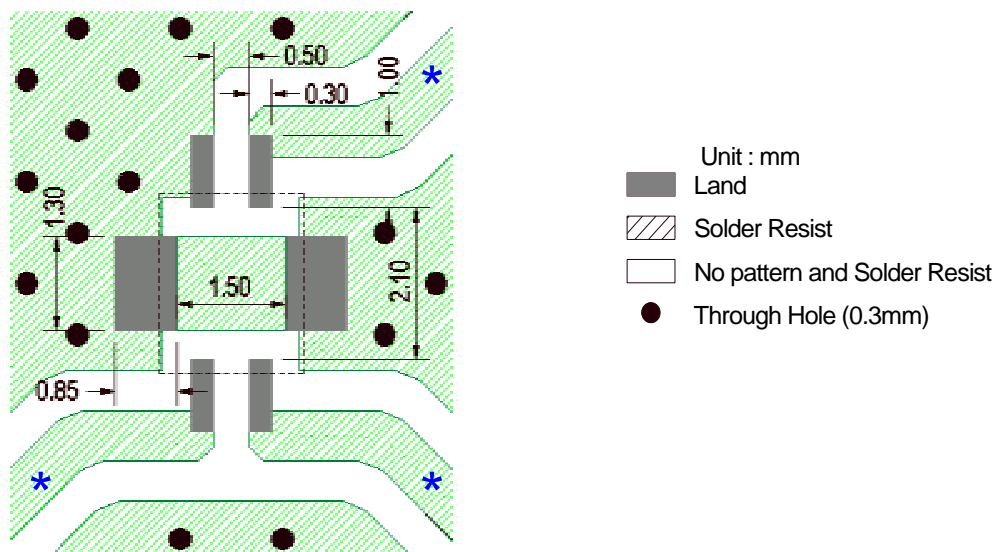 0.50
*
1.00
0.30
1.30
1.50
2.10
0.85
*
*
Unit : mm
Land
Solder Resist
No pattern and Solder Resist
Through Hole (0.3mm)